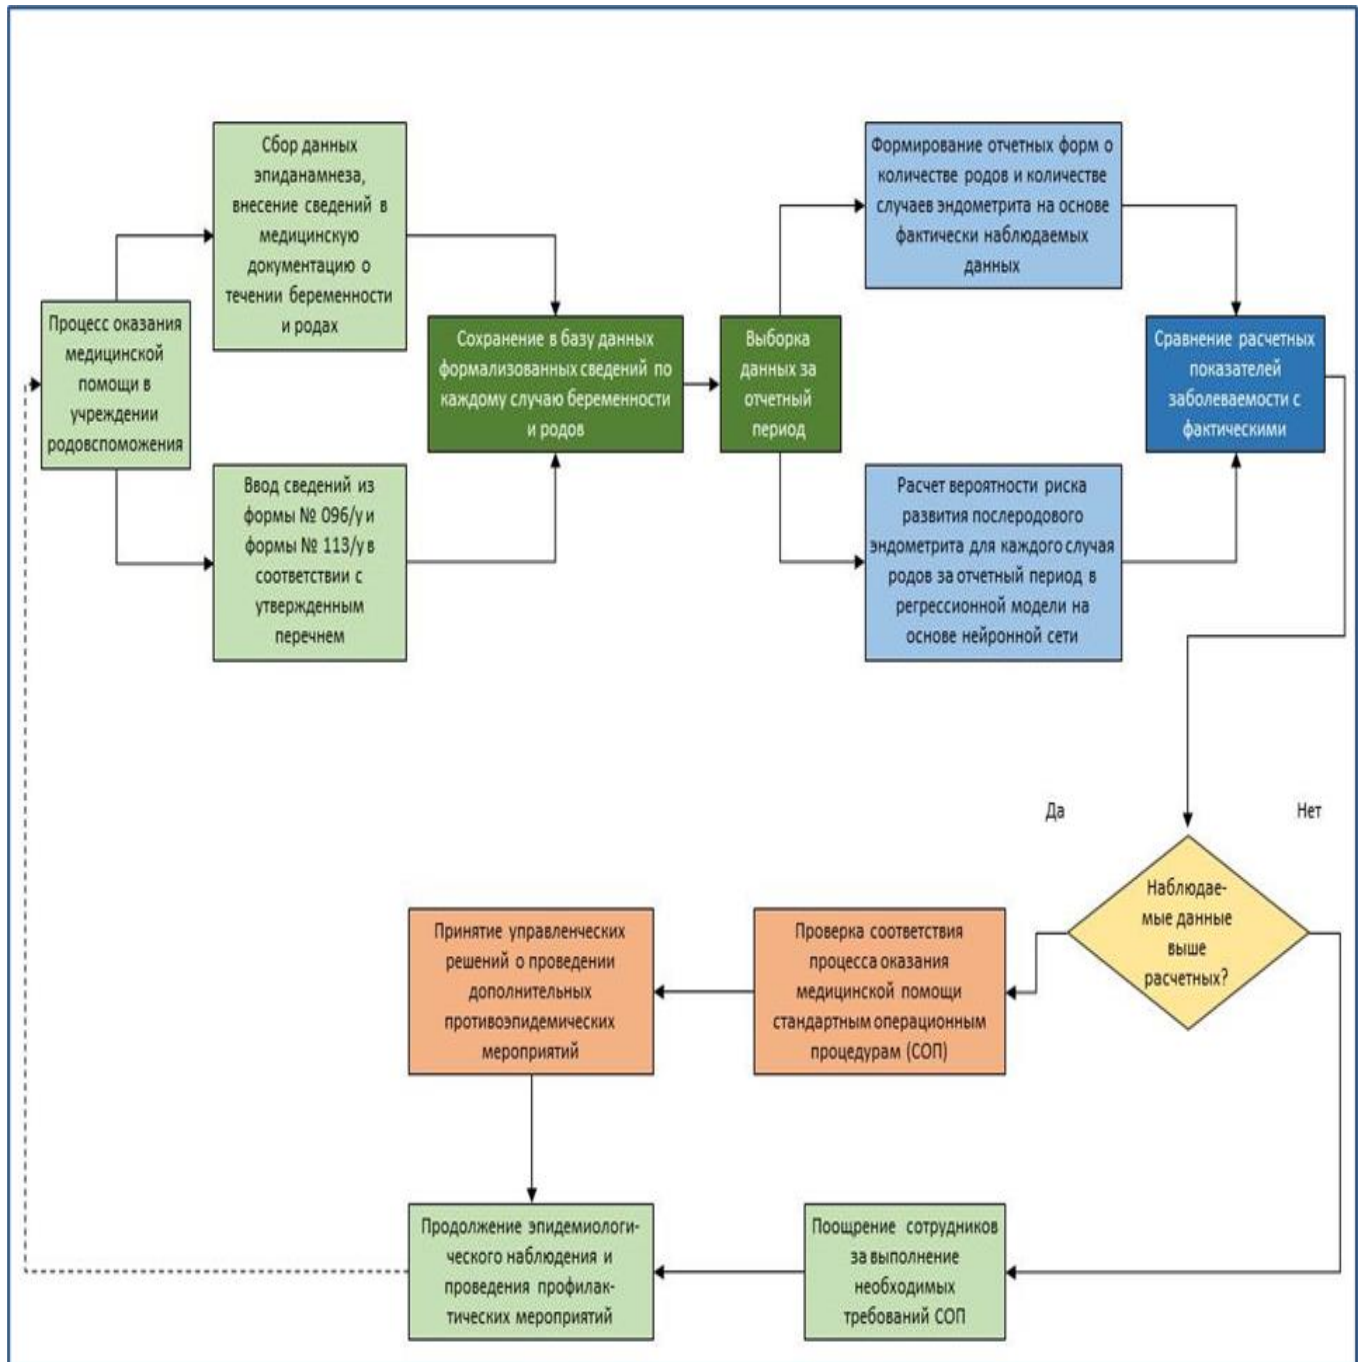 Сбор данных
эпиданамнеза,
внесение сведений в
медицинскую
документацию о
течении беременности
и родах
Формирование отчетных форм о
количестве родов и количестве
случаев эндометрита на основе
фактически наблюдаемых
данных
Процесс оказания
медицинской
помощи в
учреждении
родовспоможения
Сохранение в базу данных
формализованных сведений по
каждому случаю беременности
и родов
Выборка
данных за
отчетный
период
Сравнение расчетных
показателей
заболеваемости с
фактическими
Ввод сведений из
формы № 096/у и
формы № 113/у в
соответствии с
утвержденным
перечнем
Расчет вероятности риска
развития послеродового
эндометрита для каждого случая
родов за отчетный период в
регрессионной модели на
основе нейронной сети
Да
Нет
Наблюдае-
мые данные
выше
расчетных?
Принятие управленческих
решений о проведении
дополнительных
противоэпидемических
мероприятий
Проверка соответствия
процесса оказания
медицинской помощи
стандартным операционным
процедурам (СОП)
Продолжение эпидемиологи-
ческого наблюдения и
проведения профилак-
тических мероприятий
Поощрение сотрудников
за выполнение
необходимых
требований СОП